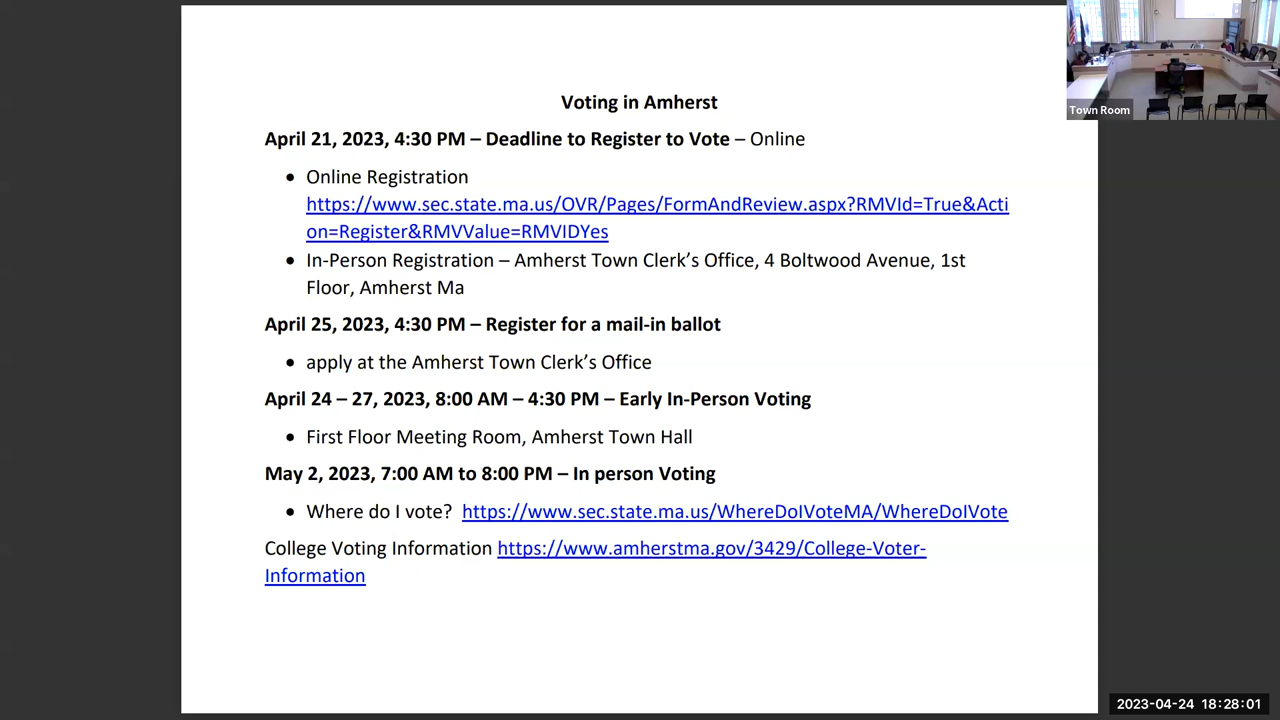 Voting in Amherst
April 21, 2023, 4:30 PM – Deadline to Register to Vote – Online
• Online Registration
https://www.sec.state.ma.us/OVR/Pages/FormAndReview.aspx?RMVId=True&Acti
on=Register&RMVValue=RMVIDYes
• In-Person Registration – Amherst Town Clerk’s Office, 4 Boltwood Avenue, 1st
Floor, Amherst Ma
April 25, 2023, 4:30 PM – Register for a mail-in ballot
• apply at the Amherst Town Clerk’s Office
April 24 – 27, 2023, 8:00 AM – 4:30 PM – Early In-Person Voting
• First Floor Meeting Room, Amherst Town Hall
May 2, 2023, 7:00 AM to 8:00 PM – In person Voting
• Where do I vote? https://www.sec.state.ma.us/WhereDoIVoteMA/WhereDoIVote
College Voting Information https://www.amherstma.gov/3429/College-Voter-
Information
Town Room
2023-04-24 18:28:01